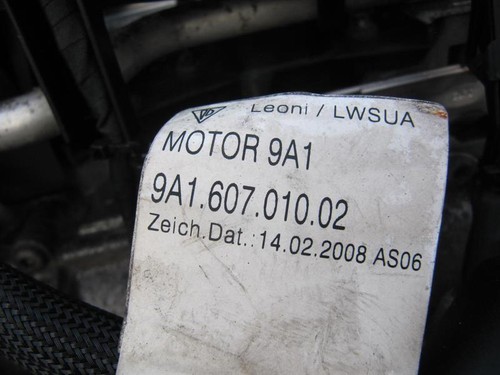 Leoni / LWSUA
MOTOR 9A1
9A1.607.010.02
Zeich.Dat.:14.02.2008 AS06